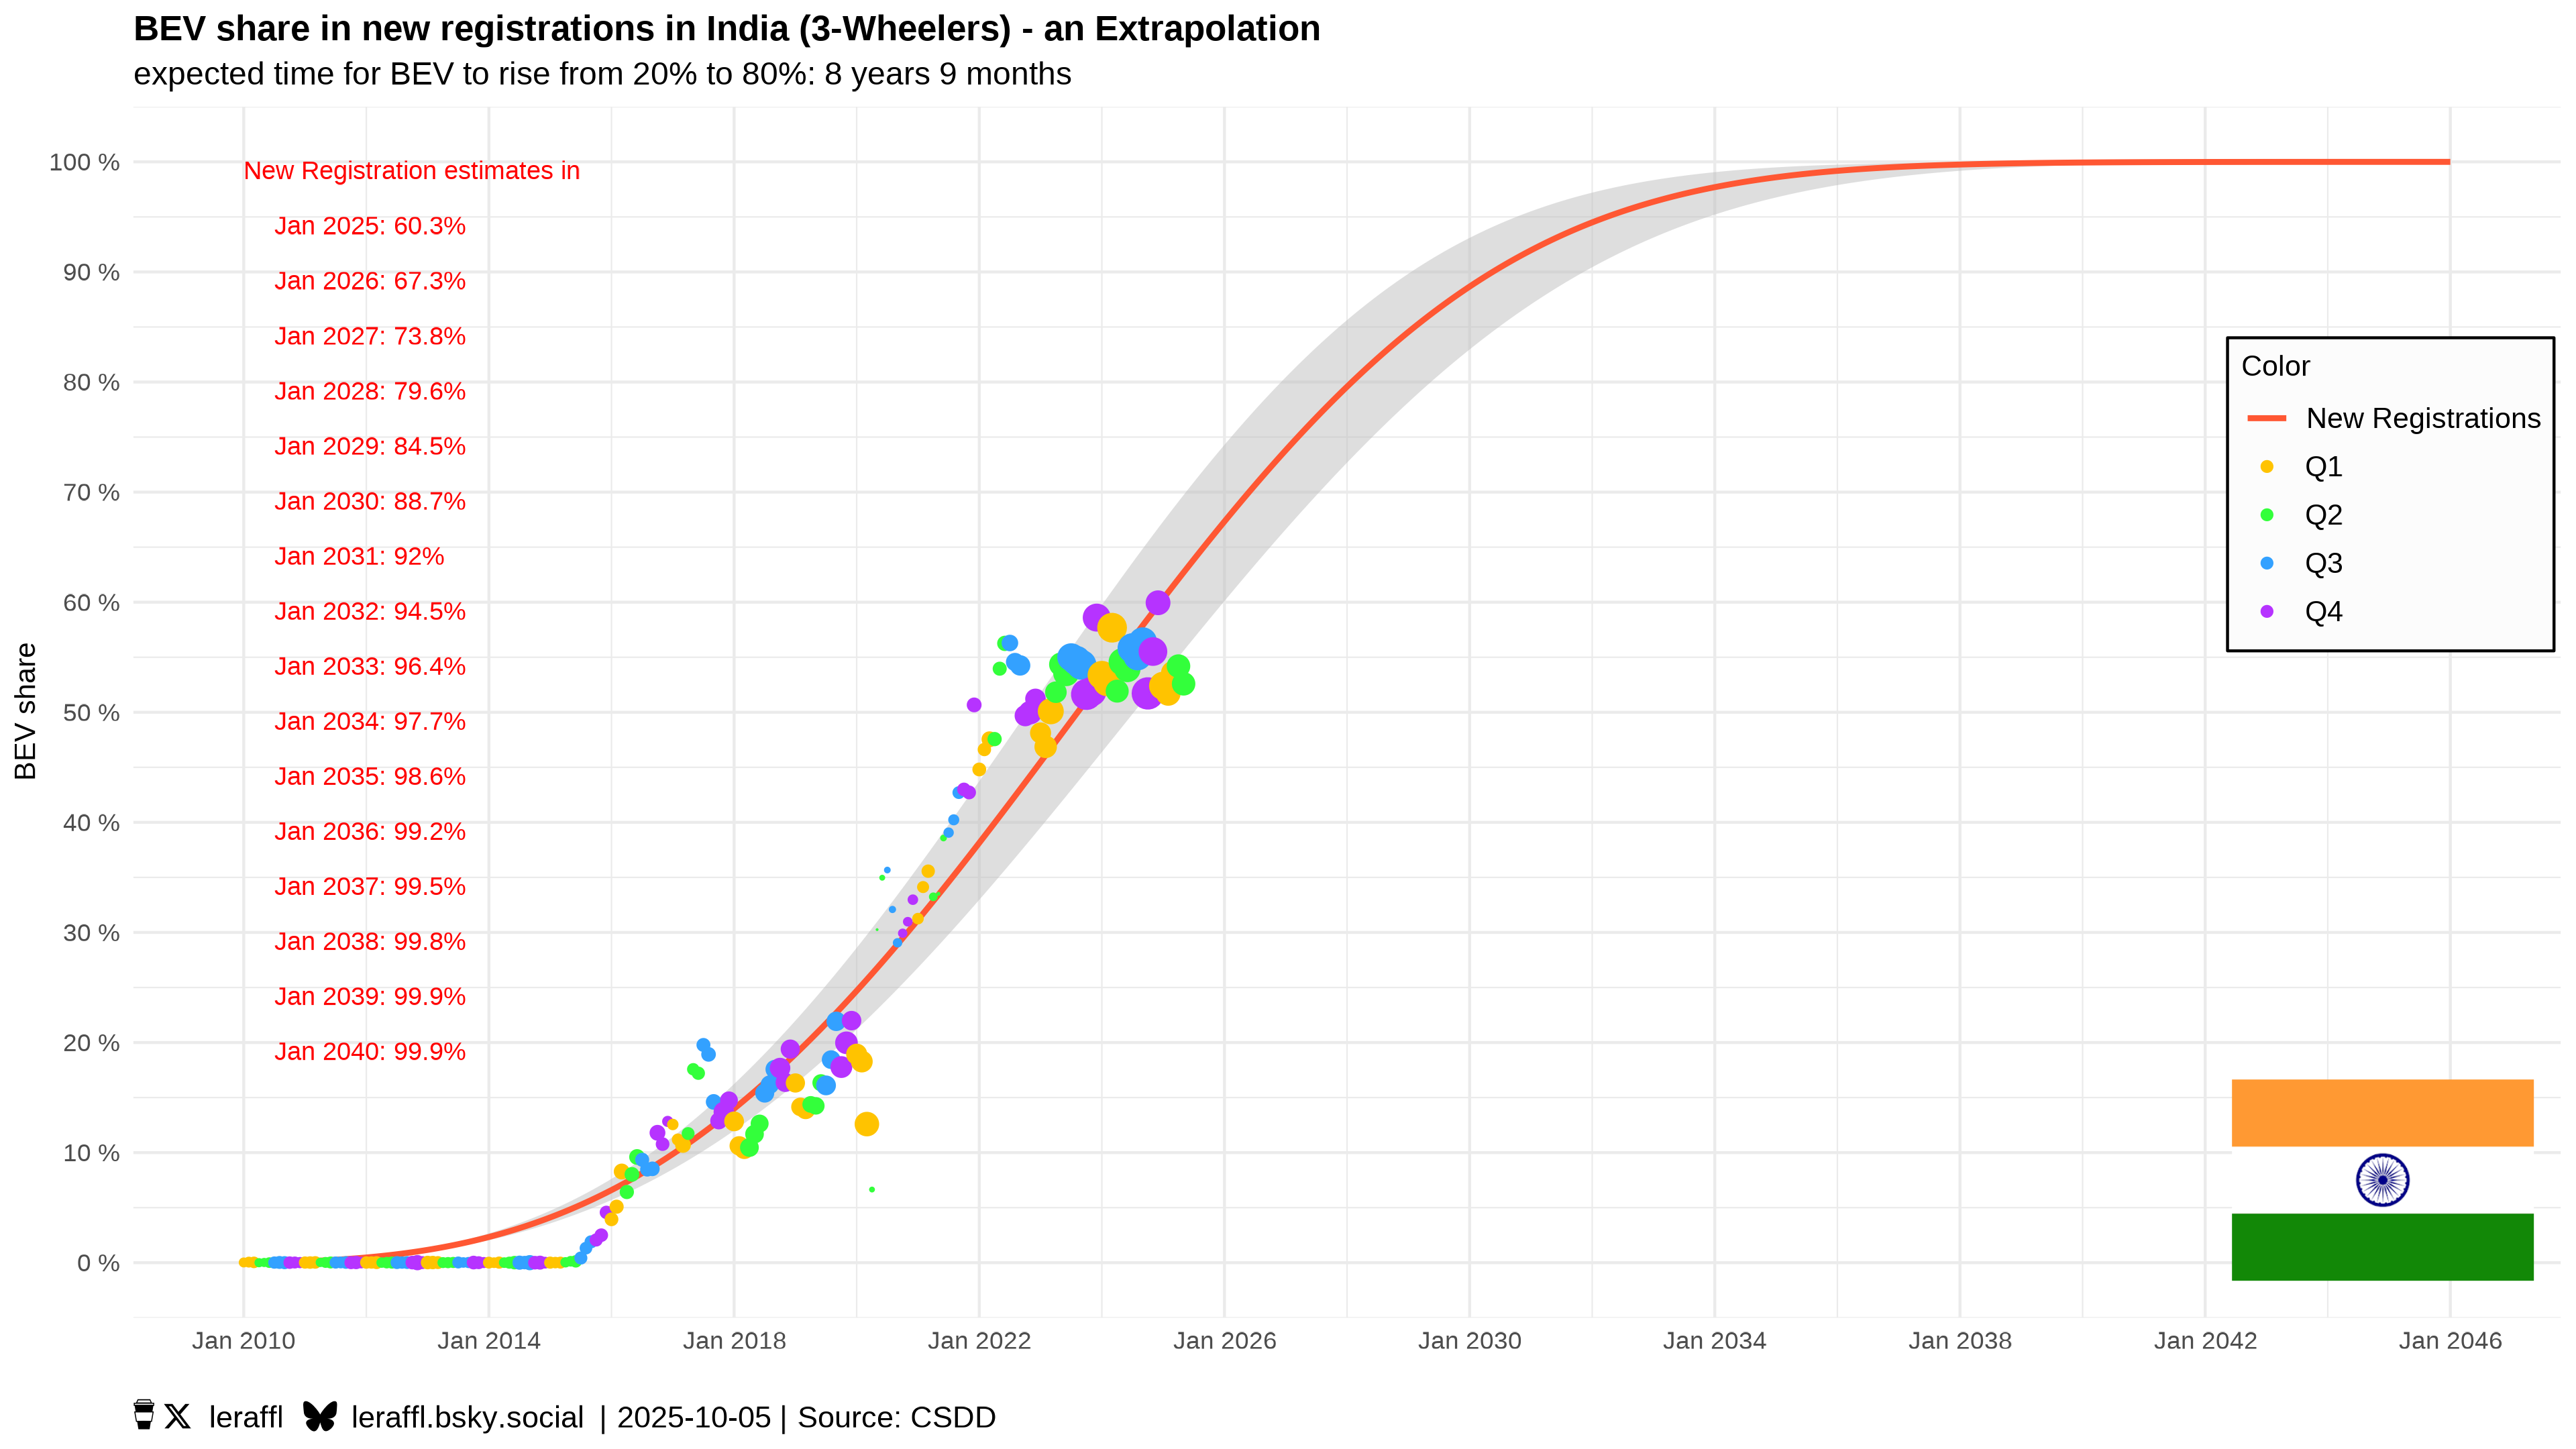 BEV share in new registrations in India (3-Wheelers) - an Extrapolation
expected time for BEV to rise from 20% to 80%: 8 years 9 months
BEV share
100 %
90 %
80 %
70 %
60 %
50 %
40 %
30 %
20 %
10 %
0 %
New Registration estimates in
Jan 2025: 60.3%
Jan 2026: 67.3%
Jan 2027: 73.8%
Jan 2028: 79.6%
Jan 2029: 84.5%
Jan 2030: 88.7%
Jan 2031: 92%
Jan 2032: 94.5%
Jan 2033: 96.4%
Jan 2034: 97.7%
Jan 2035: 98.6%
Jan 2036: 99.2%
Jan 2037: 99.5%
Jan 2038: 99.8%
Jan 2039: 99.9%
Jan 2040: 99.9%
Color
New Registrations
Q1
Q2
Q3
Q4
Jan 2010 Jan 2014 Jan 2018 Jan 2022 Jan 2026 Jan 2030 Jan 2034 Jan 2038 Jan 2042 Jan 2046
leraffl leraffl.bsky.social | 2025-10-05 | Source: CSDD